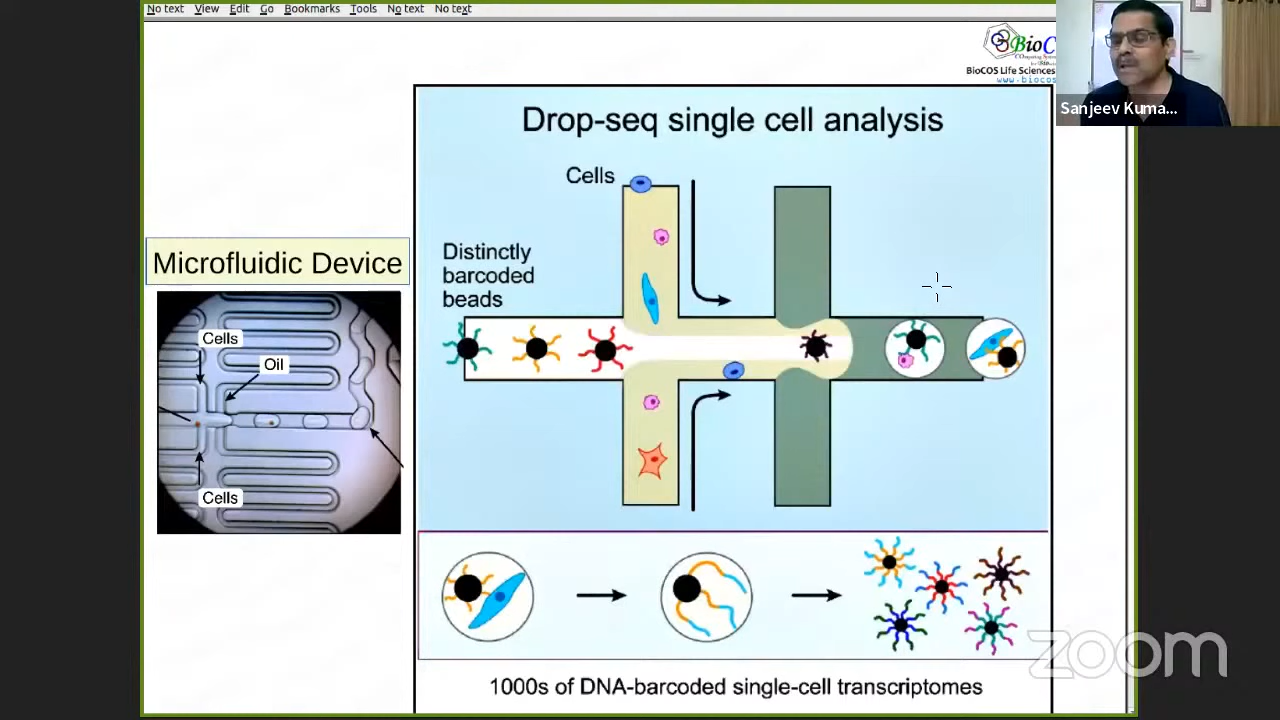 No text View Edit Go Bookmarks Tools No text No text
BioC
BioCOS Life Sciences
www.biocos
Sanjeev Kuma...
Drop-seq single cell analysis
Cells
Distinctly
barcoded
beads
Microfluidic Device
Cells
Oil
Cells
1000s of DNA-barcoded single-cell transcriptomes
zoom